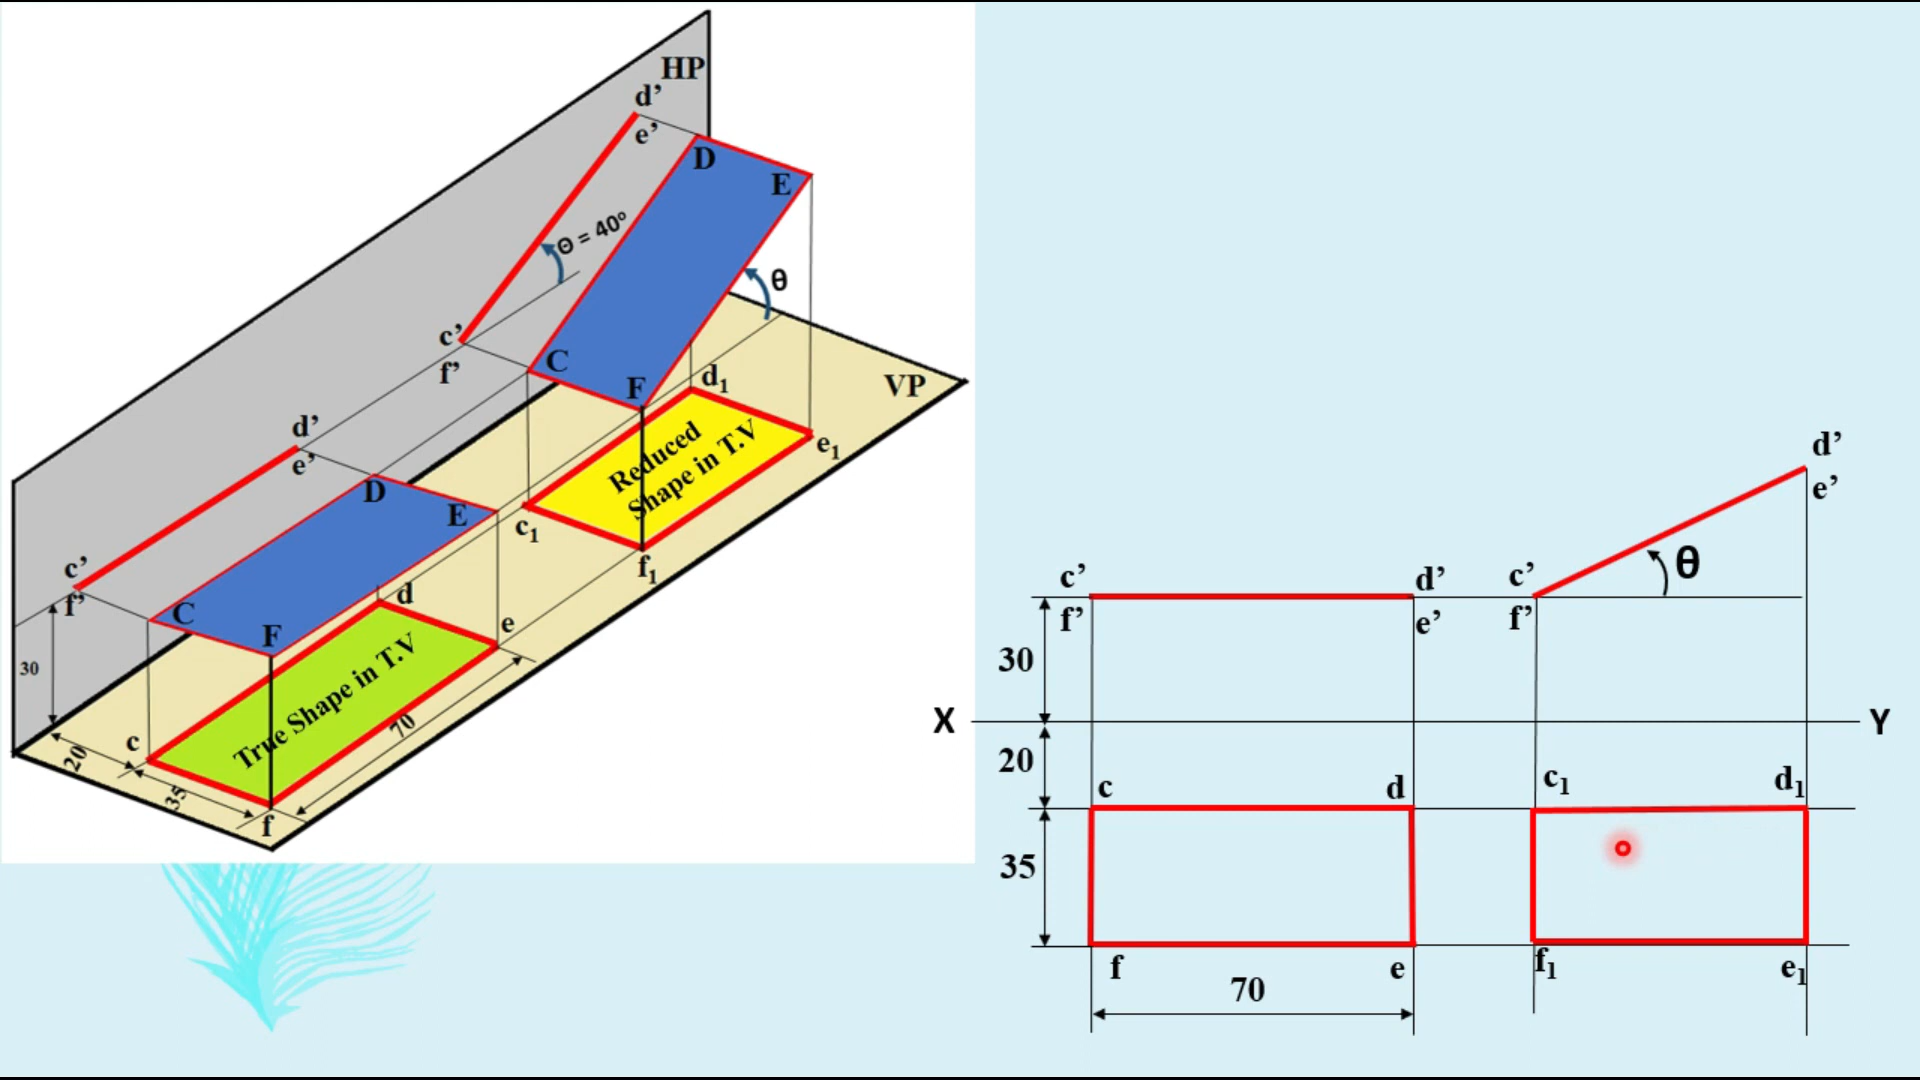 HP
d’
e’
D
E
Θ = 40º
θ
c’
f’
C
F
d1
VP
Reduced
Shape in T.V
e1
c1
f1
d’
e’
D
E
c’
f’
C
F
d
e
30
True Shape in T.V
c
20
35
70
f
d’
e’
θ
c’
f’
d’
e’
c’
f’
30
X
Y
20
c
d
c1
d1
35
f
e
f1
e1
70